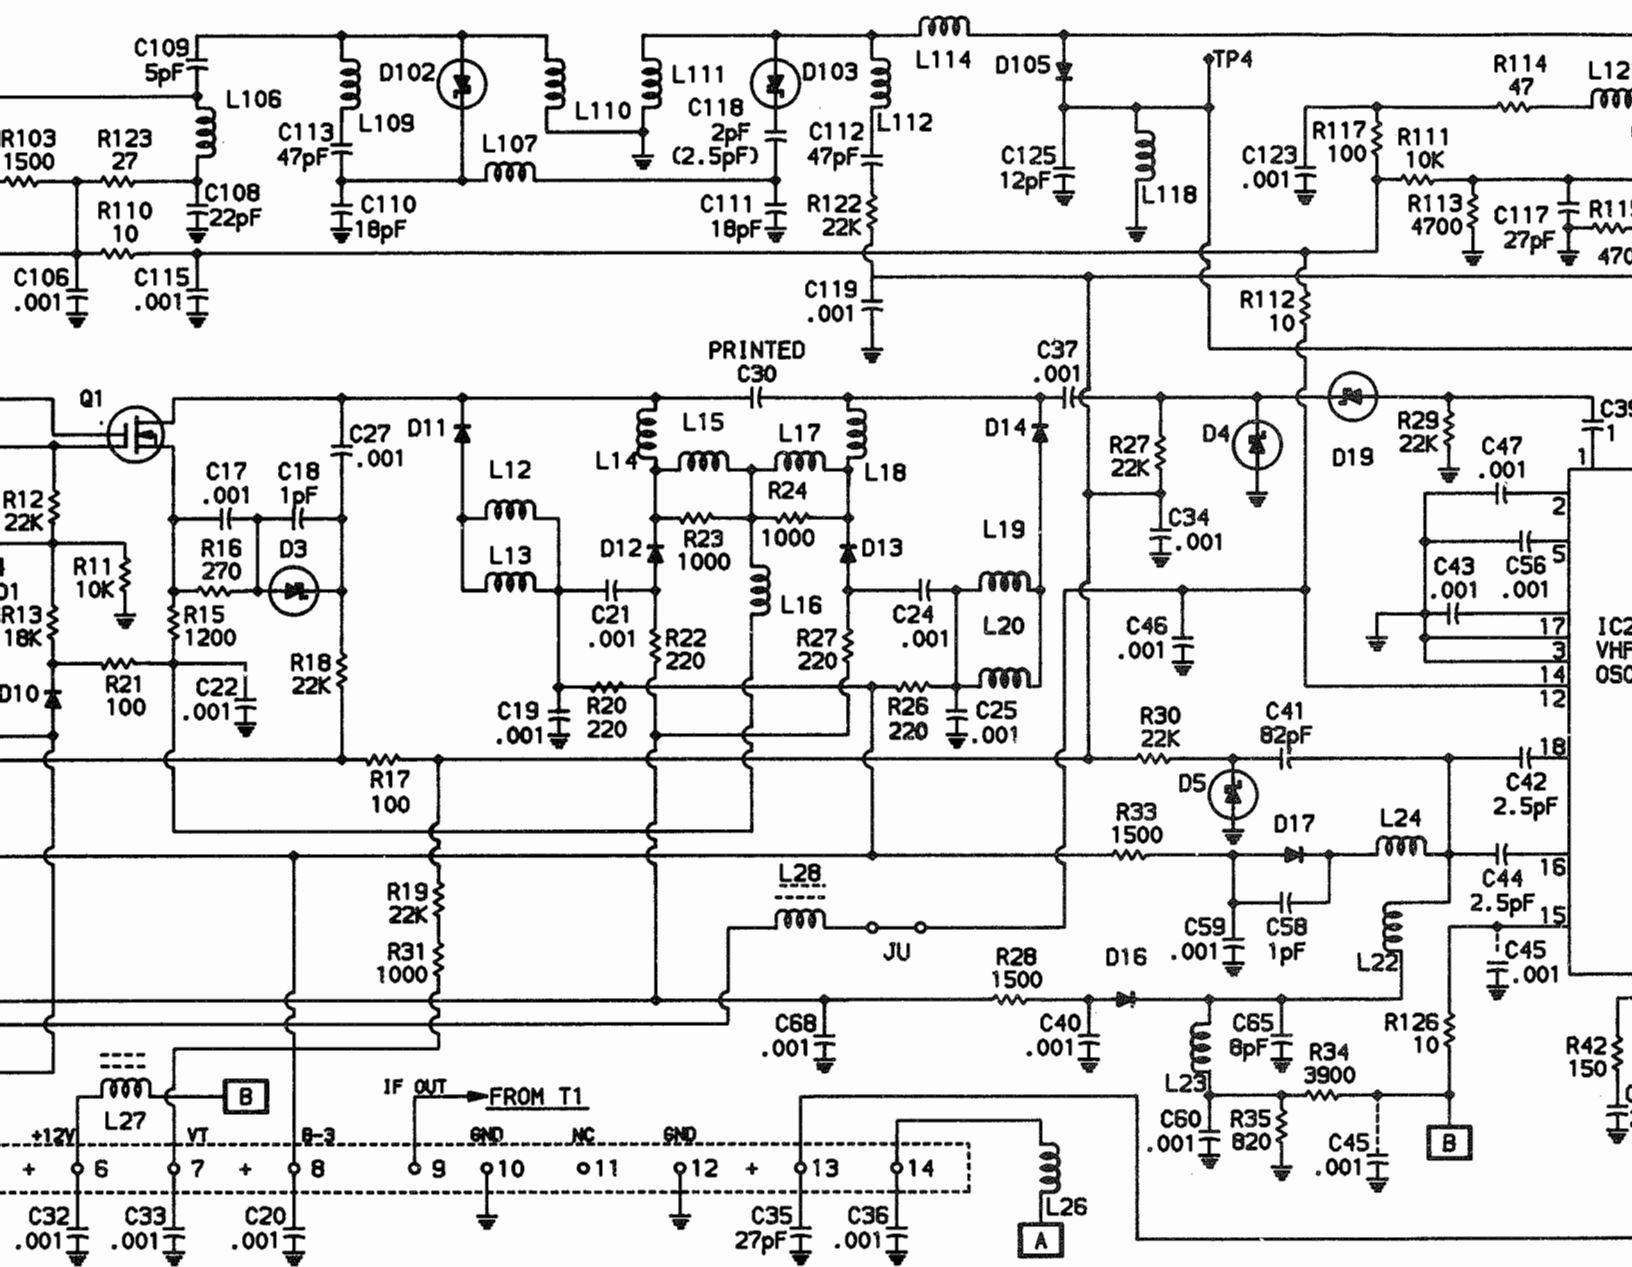 C109
5pF
L106
R103
1500
R123
27
C108
22pF
R110
10
C106
.001
C115
.001
D102
L109
C113
47pF
C110
18pF
L107
L110
L111
C118
2pF
(2.5pF)
D103
C111
18pF
L112
C112
47pF
R122
22K
C119
.001
L114
D105
TP4
C125
12pF
L118
R114
47
R117
100
R111
10K
C123
.001
R113
4700
C117
27pF
R112
10
PRINTED
C30
C37
.001
Q1
C27
.001
D11
L15
L17
L14
L18
D14
R27
22K
D4
D19
R29
22K
1
1
C47
.001
2
R12
22K
C17
.001
C18
1pF
L12
R24
1000
L19
C34
.001
R16
270
D3
L13
D12
R23
1000
D13
5
C43
.001
C56
.001
R11
10K
R13
18K
R15
1200
C21
.001
L16
C24
.001
L20
17
R22
220
R27
220
C46
.001
3
14
12
R18
22K
D10
R21
100
C22
.001
C19
.001
R20
220
R26
220
C25
.001
R30
22K
C41
82pF
18
C42
2.5pF
R17
100
D5
R33
1500
D17
L24
16
C44
2.5pF
15
R19
22K
L28
C59
.001
C58
1pF
R31
1000
JU
R28
1500
D16
L22
C45
.001
C68
.001
C40
.001
C65
8pF
R126
10
R42
150
L23
R34
3900
L27
B
IF OUT
FROM T1
C60
.001
R35
820
C45
.001
B
+12V
VT
B-3
GND
NC
GND
+ 6
7
+ 8
9
10
11
12
+ 13
14
C32
.001
C33
.001
C20
.001
C35
27pF
C36
.001
L26
A